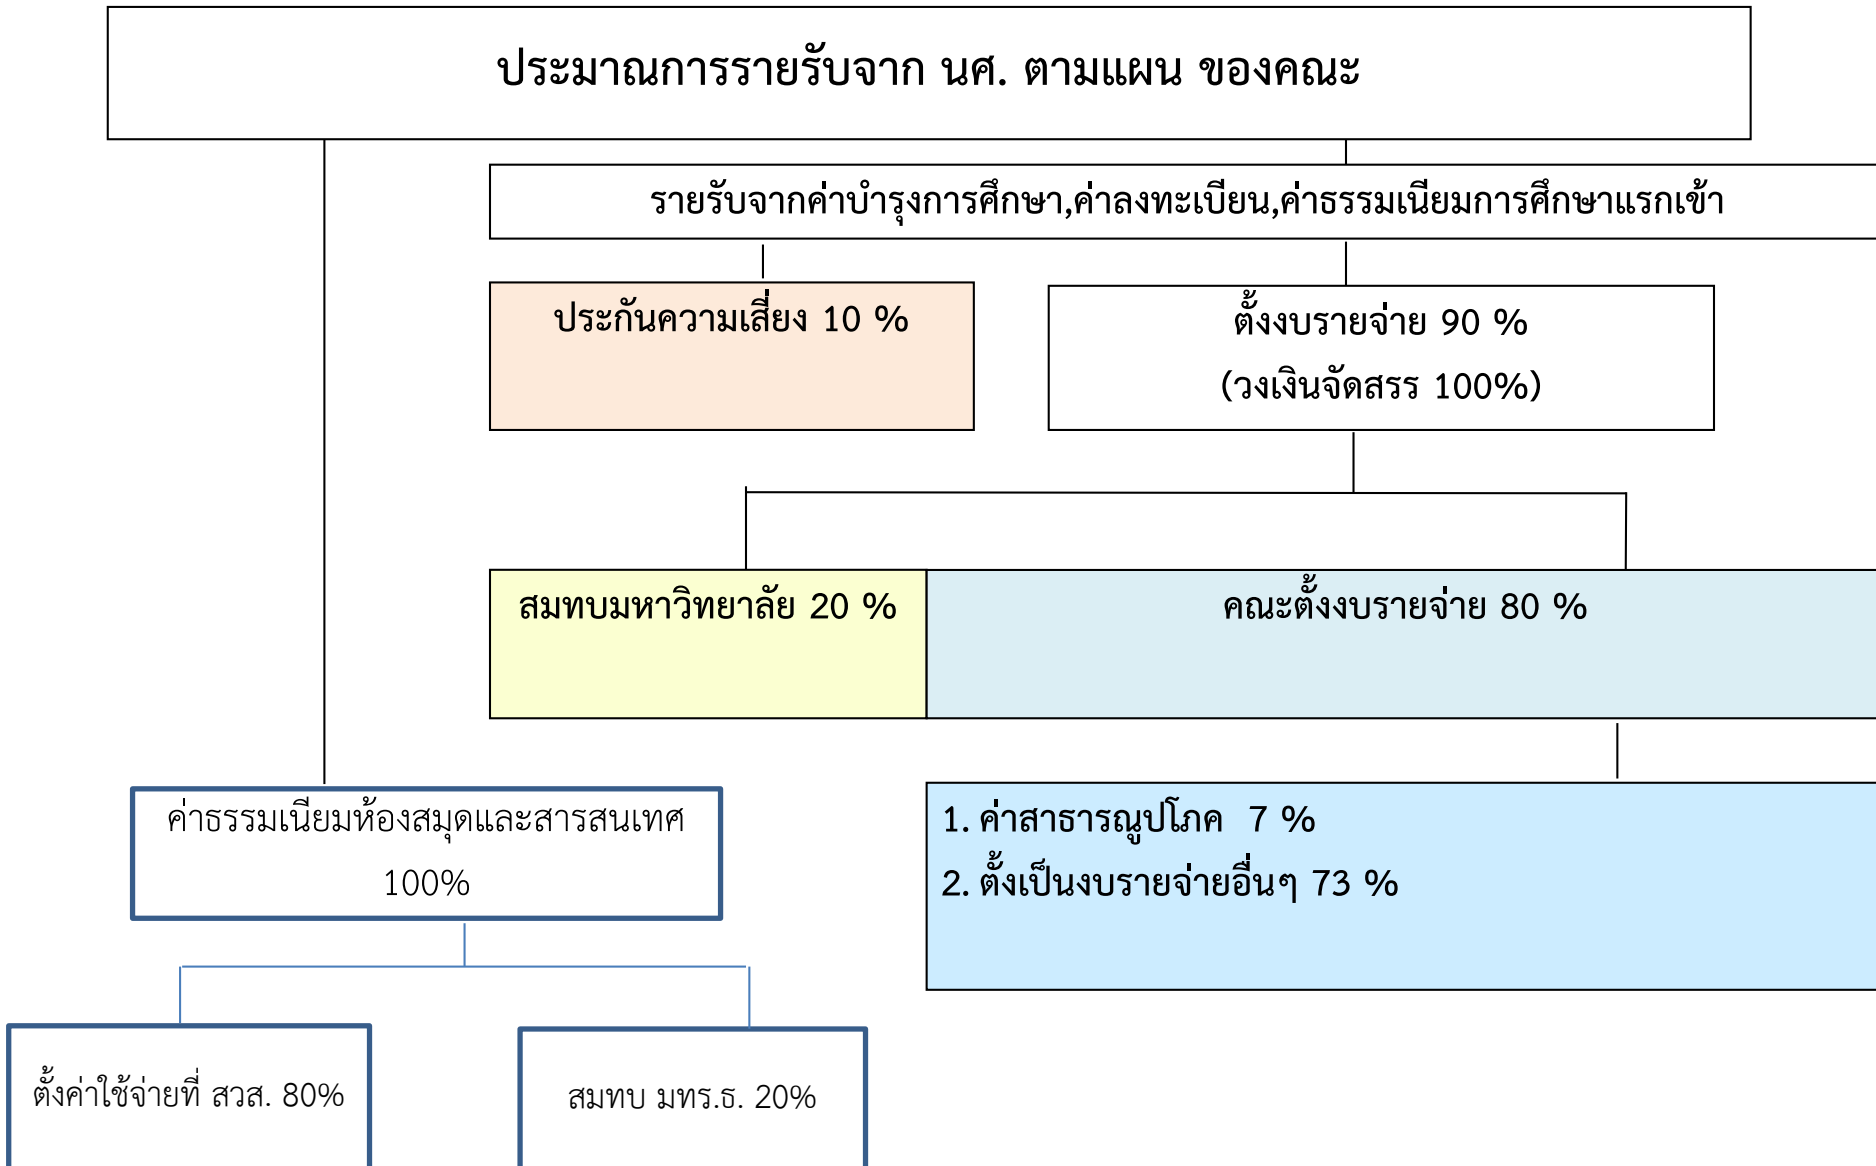 ประมาณการรายรับจาก นศ. ตามแผน ของคณะ
รายรับจากค่าบำรุงการศึกษา,ค่าลงทะเบียน,ค่าธรรมเนียมการศึกษาแรกเข้า
ประกันความเสี่ยง 10 %
ตั้งงบรายจ่าย 90 %
(วงเงินจัดสรร 100%)
สมทบมหาวิทยาลัย 20 %
คณะตั้งงบรายจ่าย 80 %
ค่าธรรมเนียมห้องสมุดและสารสนเทศ
100%
1. ค่าสาธารณูปโภค 7 %
2. ตั้งเป็นงบรายจ่ายอื่นๆ 73 %
ตั้งค่าใช้จ่ายที่ สวส. 80%
สมทบ มทร.ธ. 20%